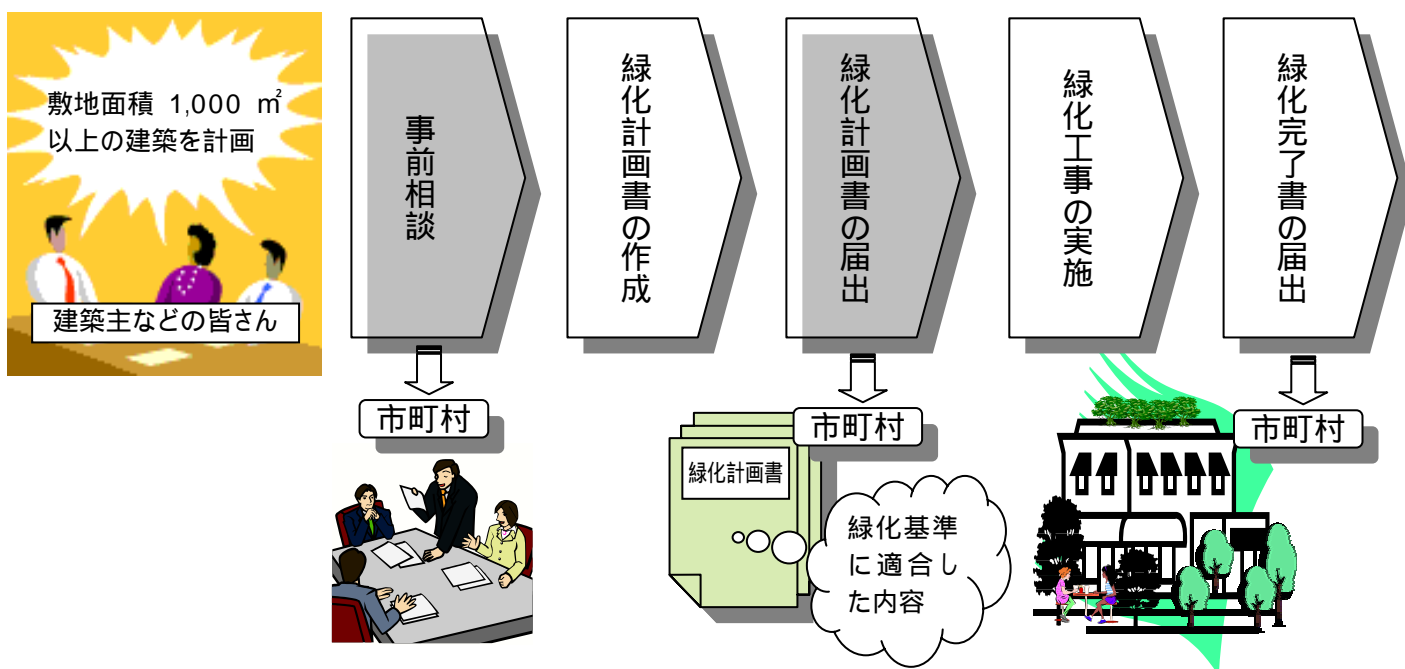 敷地面積 1,000 ㎡
以上の建築を計画
建築主などの皆さん
事前相談
緑化計画書の作成
緑化計画書の届出
緑化工事の実施
緑化完了書の届出
市町村
市町村
市町村
緑化計画書
緑化基準
に適合し
た内容